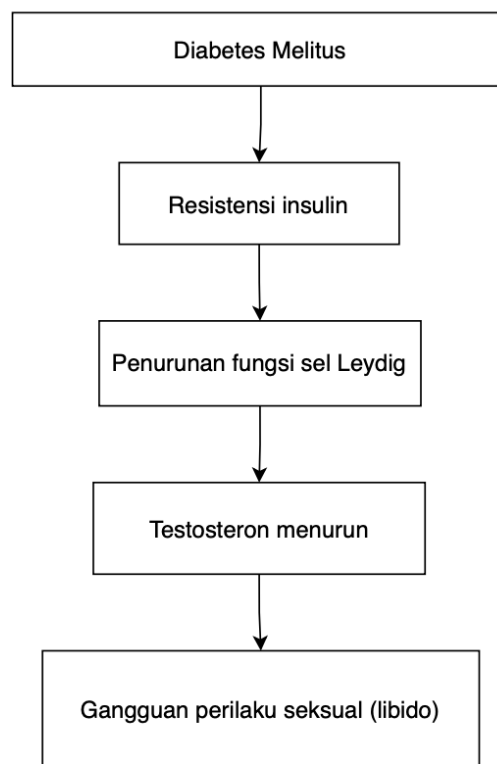 Diabetes Melitus
Resistensi insulin
Penurunan fungsi sel Leydig
Testosteron menurun
Gangguan perilaku seksual (libido)